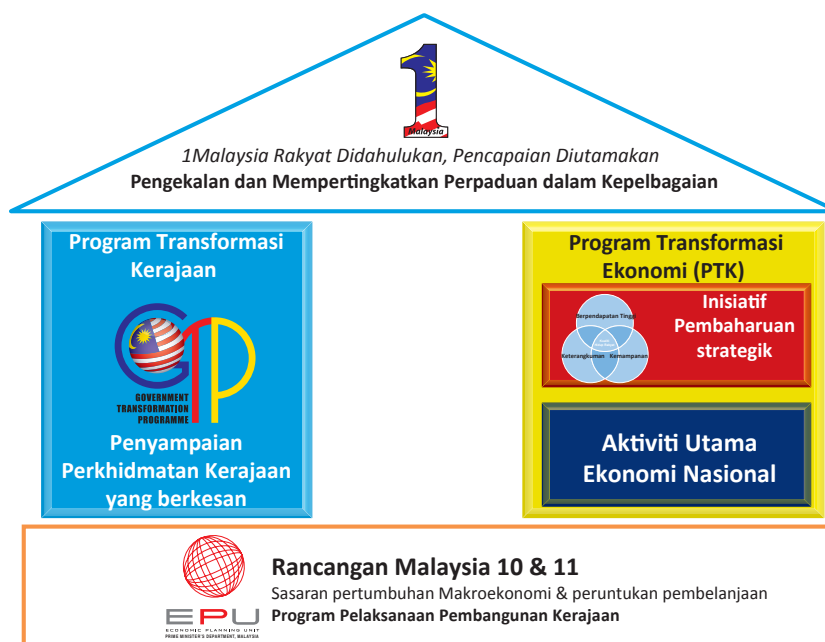 1
Malaysia
1Malaysia Rakyat Didahulukan, Pencapaian Diutamakan
Pengekalan dan Mempertingkatkan Perpaduan dalam Kepelbagaian
Program Transformasi
Kerajaan
GTP
GOVERNMENT
TRANSFORMATION
PROGRAMME
Penyampaian
Perkhidmatan Kerajaan
yang berkesan
Program Transformasi
Ekonomi (PTK)
Berpendapatan Tinggi
Keterangkuman
Kemampanan
Inisiatif
Pembaharuan
strategik
Aktiviti Utama
Ekonomi Nasional
EPU
ECONOMIC PLANNING UNIT
PRIME MINISTER'S DEPARTMENT, MALAYSIA
Rancangan Malaysia 10 & 11
Sasaran pertumbuhan Makroekonomi & peruntukan pembelanjaan
Program Pelaksanaan Pembangunan Kerajaan